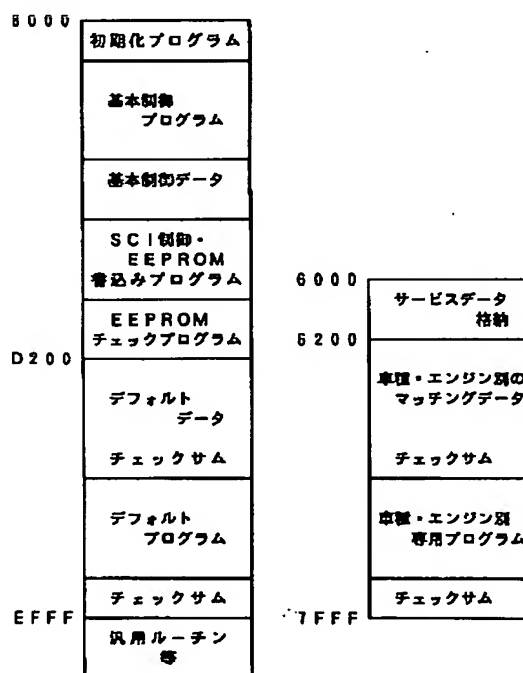 8000
初期化プログラム
基本制御
プログラム
基本制御データ
SCI制御・
EEPROM
書込みプログラム
EEPROM
チェックプログラム
D200
デフォルト
データ
チェックサム
デフォルト
プログラム
チェックサム
EFFF
汎用ルーチン
等
6000
サービスデータ
格納
6200
車種・エンジン別の
マッチングデータ
チェックサム
車種・エンジン別
専用プログラム
チェックサム
7FFF